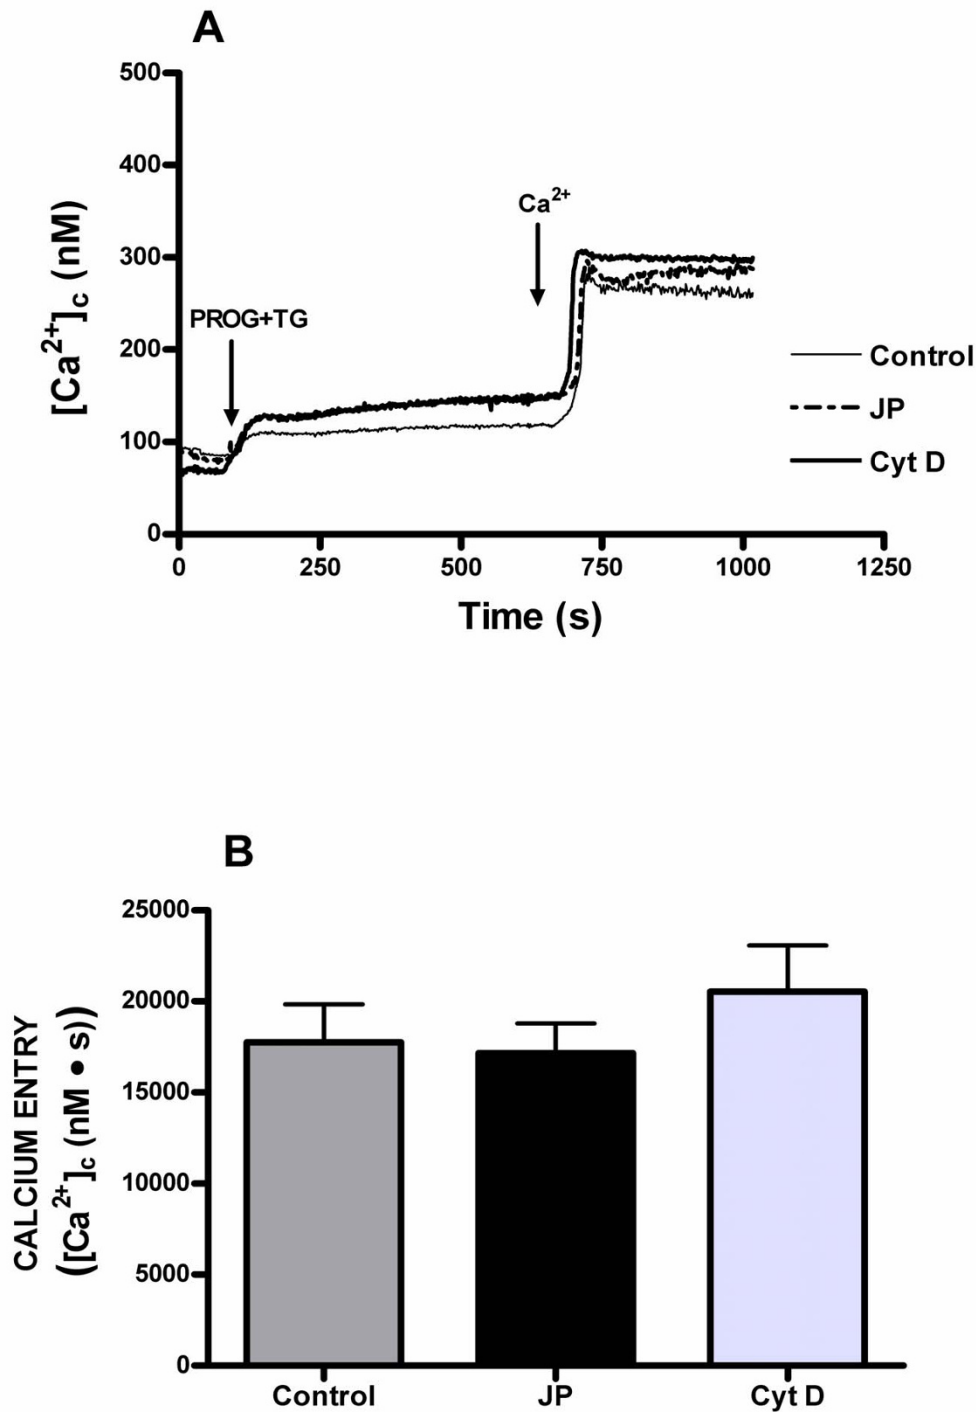 A
500
400
300
200
100
0
[Ca²⁺]c (nM)
PROG+TG
Ca²⁺
Control
JP
Cyt D
0 250 500 750 1000 1250
Time (s)
B
25000
20000
15000
10000
5000
0
CALCIUM ENTRY
([Ca²⁺]c (nM • s))
Control JP Cyt D